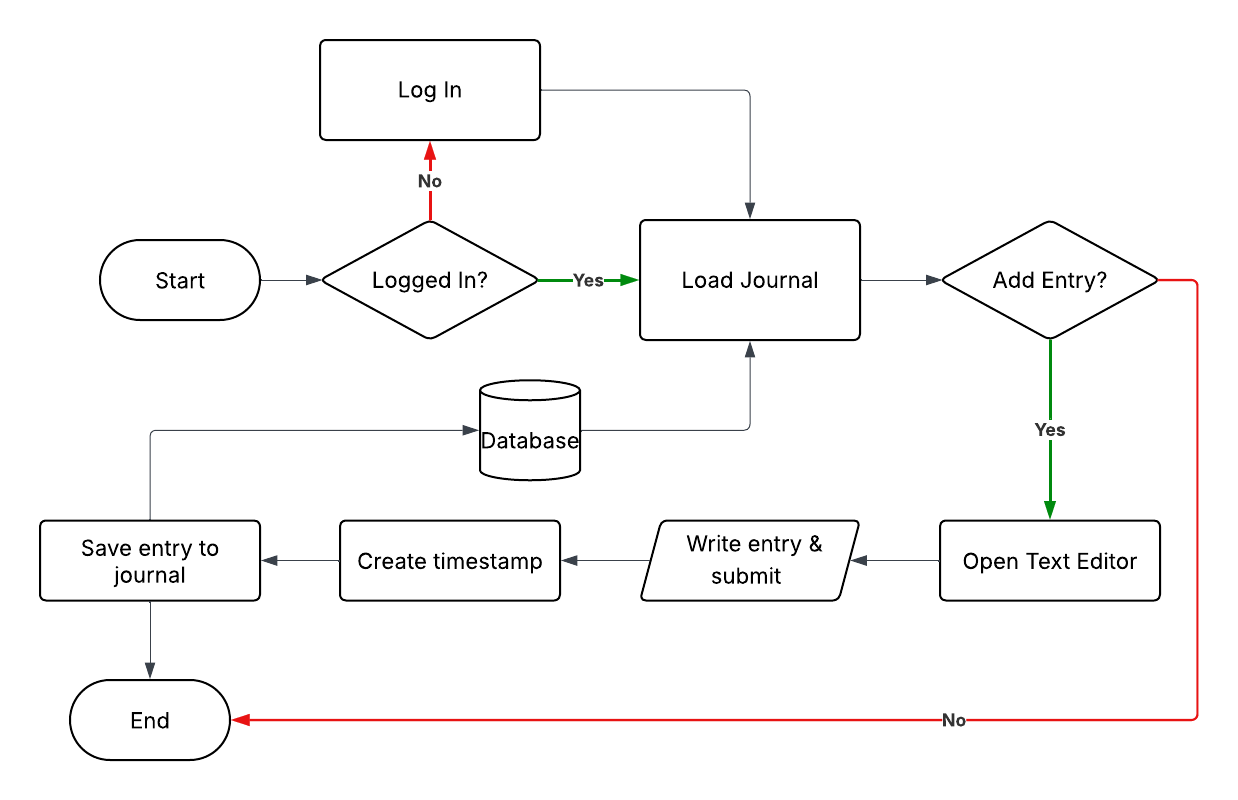 Log In
No
Start
Logged In?
Yes
Load Journal
Add Entry?
Database
Yes
Save entry to
journal
Create timestamp
Write entry &
submit
Open Text Editor
End
No